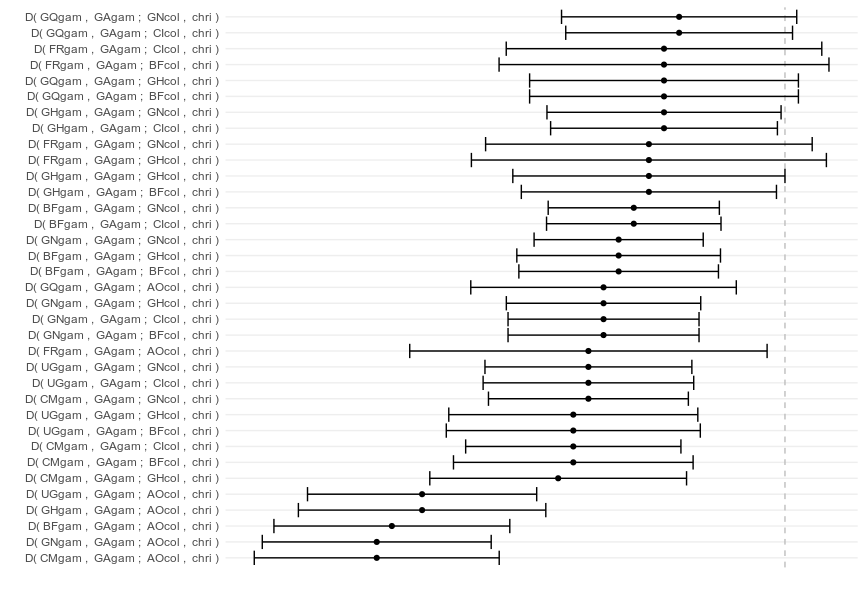 D( GQgam , GAgam ; GNcol , chri )
D( GQgam , GAgam ; CIcol , chri )
D( FRgam , GAgam ; CIcol , chri )
D( FRgam , GAgam ; BFcol , chri )
D( GQgam , GAgam ; GHcol , chri )
D( GQgam , GAgam ; BFcol , chri )
D( GHgam , GAgam ; GNcol , chri )
D( GHgam , GAgam ; CIcol , chri )
D( FRgam , GAgam ; GNcol , chri )
D( FRgam , GAgam ; GHcol , chri )
D( GHgam , GAgam ; GHcol , chri )
D( GHgam , GAgam ; BFcol , chri )
D( BFgam , GAgam ; GNcol , chri )
D( BFgam , GAgam ; CIcol , chri )
D( GNgam , GAgam ; GNcol , chri )
D( BFgam , GAgam ; GHcol , chri )
D( BFgam , GAgam ; BFcol , chri )
D( GQgam , GAgam ; AOcol , chri )
D( GNgam , GAgam ; GHcol , chri )
D( GNgam , GAgam ; CIcol , chri )
D( GNgam , GAgam ; BFcol , chri )
D( FRgam , GAgam ; AOcol , chri )
D( UGgam , GAgam ; GNcol , chri )
D( UGgam , GAgam ; CIcol , chri )
D( CMgam , GAgam ; GNcol , chri )
D( UGgam , GAgam ; GHcol , chri )
D( UGgam , GAgam ; BFcol , chri )
D( CMgam , GAgam ; CIcol , chri )
D( CMgam , GAgam ; BFcol , chri )
D( CMgam , GAgam ; GHcol , chri )
D( UGgam , GAgam ; AOcol , chri )
D( GHgam , GAgam ; AOcol , chri )
D( BFgam , GAgam ; AOcol , chri )
D( GNgam , GAgam ; AOcol , chri )
D( CMgam , GAgam ; AOcol , chri )